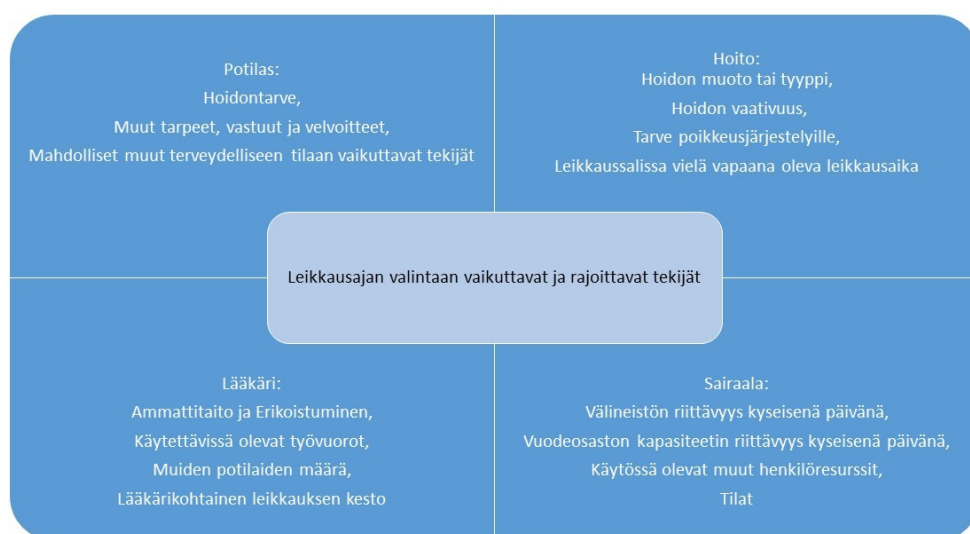 Potilas:
Hoidontarve,
Muut tarpeet, vastuut ja velvoitteet,
Mahdolliset muut terveydelliseen tilaan vaikuttavat tekijät
Hoito:
Hoidon muoto tai tyyppi,
Hoidon vaativuus,
Tarve poikkeusjärjestelyille,
Leikkaussalissa vielä vapaana oleva leikkausaika
Leikkausajan valintaan vaikuttavat ja rajoittavat tekijät
Lääkäri:
Ammattitaito ja Erikoistuminen,
Käytettävissä olevat työvuorot,
Muiden potilaiden määrä,
Lääkärikohtainen leikkauksen kesto
Sairaala:
Välineistön riittävyys kyseisenä päivänä,
Vuodeosaston kapasiteetin riittävyys kyseisenä päivänä,
Käytössä olevat muut henkilöresurssit,
Tilat